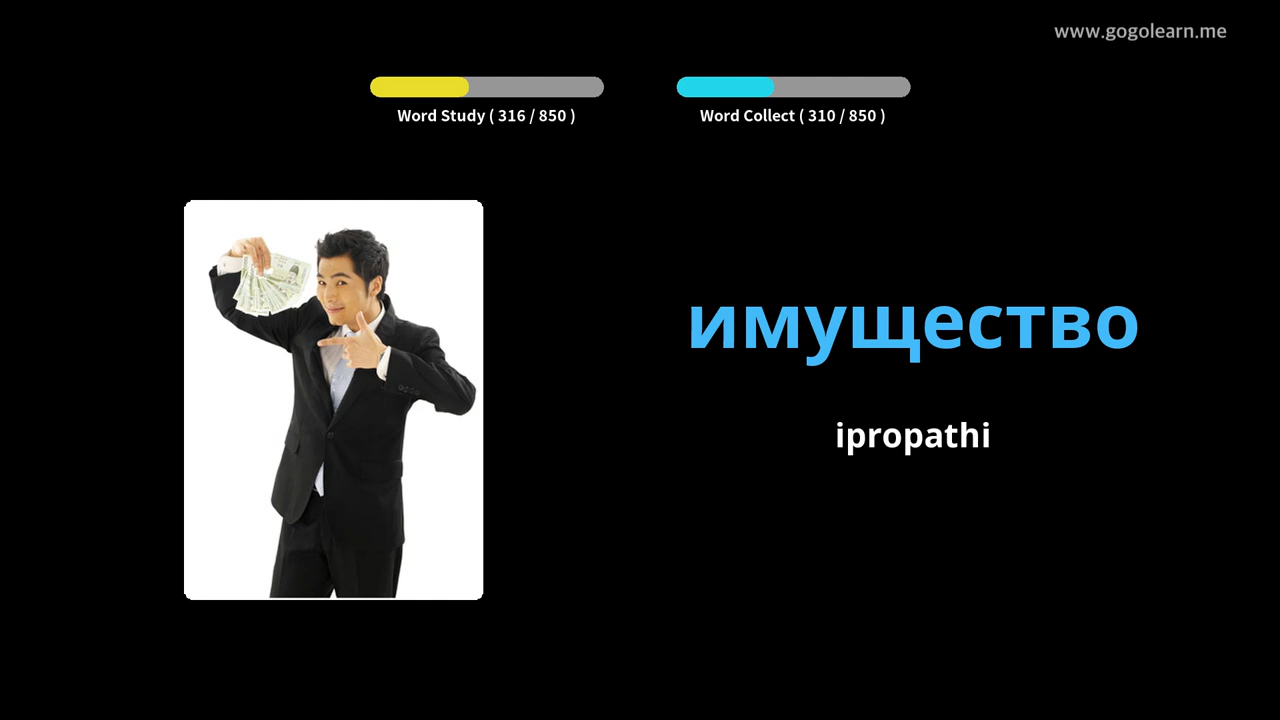 www.gogolearn.me
Word Study ( 316 / 850 )
Word Collect ( 310 / 850 )
имущество
ipropathi